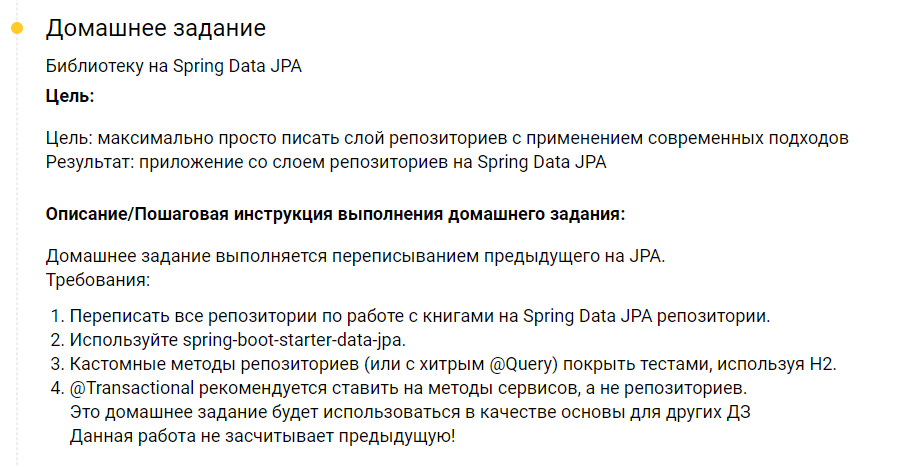 Домашнее задание
Библиотеку на Spring Data JPA
Цель:
Цель: максимально просто писать слой репозиториев с применением современных подходов
Результат: приложение со слоем репозиториев на Spring Data JPA
Описание/Пошаговая инструкция выполнения домашнего задания:
Домашнее задание выполняется переписыванием предыдущего на JPA.
Требования:
1. Переписать все репозитории по работе с книгами на Spring Data JPA репозитории.
2. Используйте spring-boot-starter-data-jpa.
3. Кастомные методы репозиториев (или с хитрым @Query) покрыть тестами, используя H2.
4. @Transactional рекомендуется ставить на методы сервисов, а не репозиториев.
Это домашнее задание будет использоваться в качестве основы для других ДЗ
Данная работа не засчитывает предыдущую!